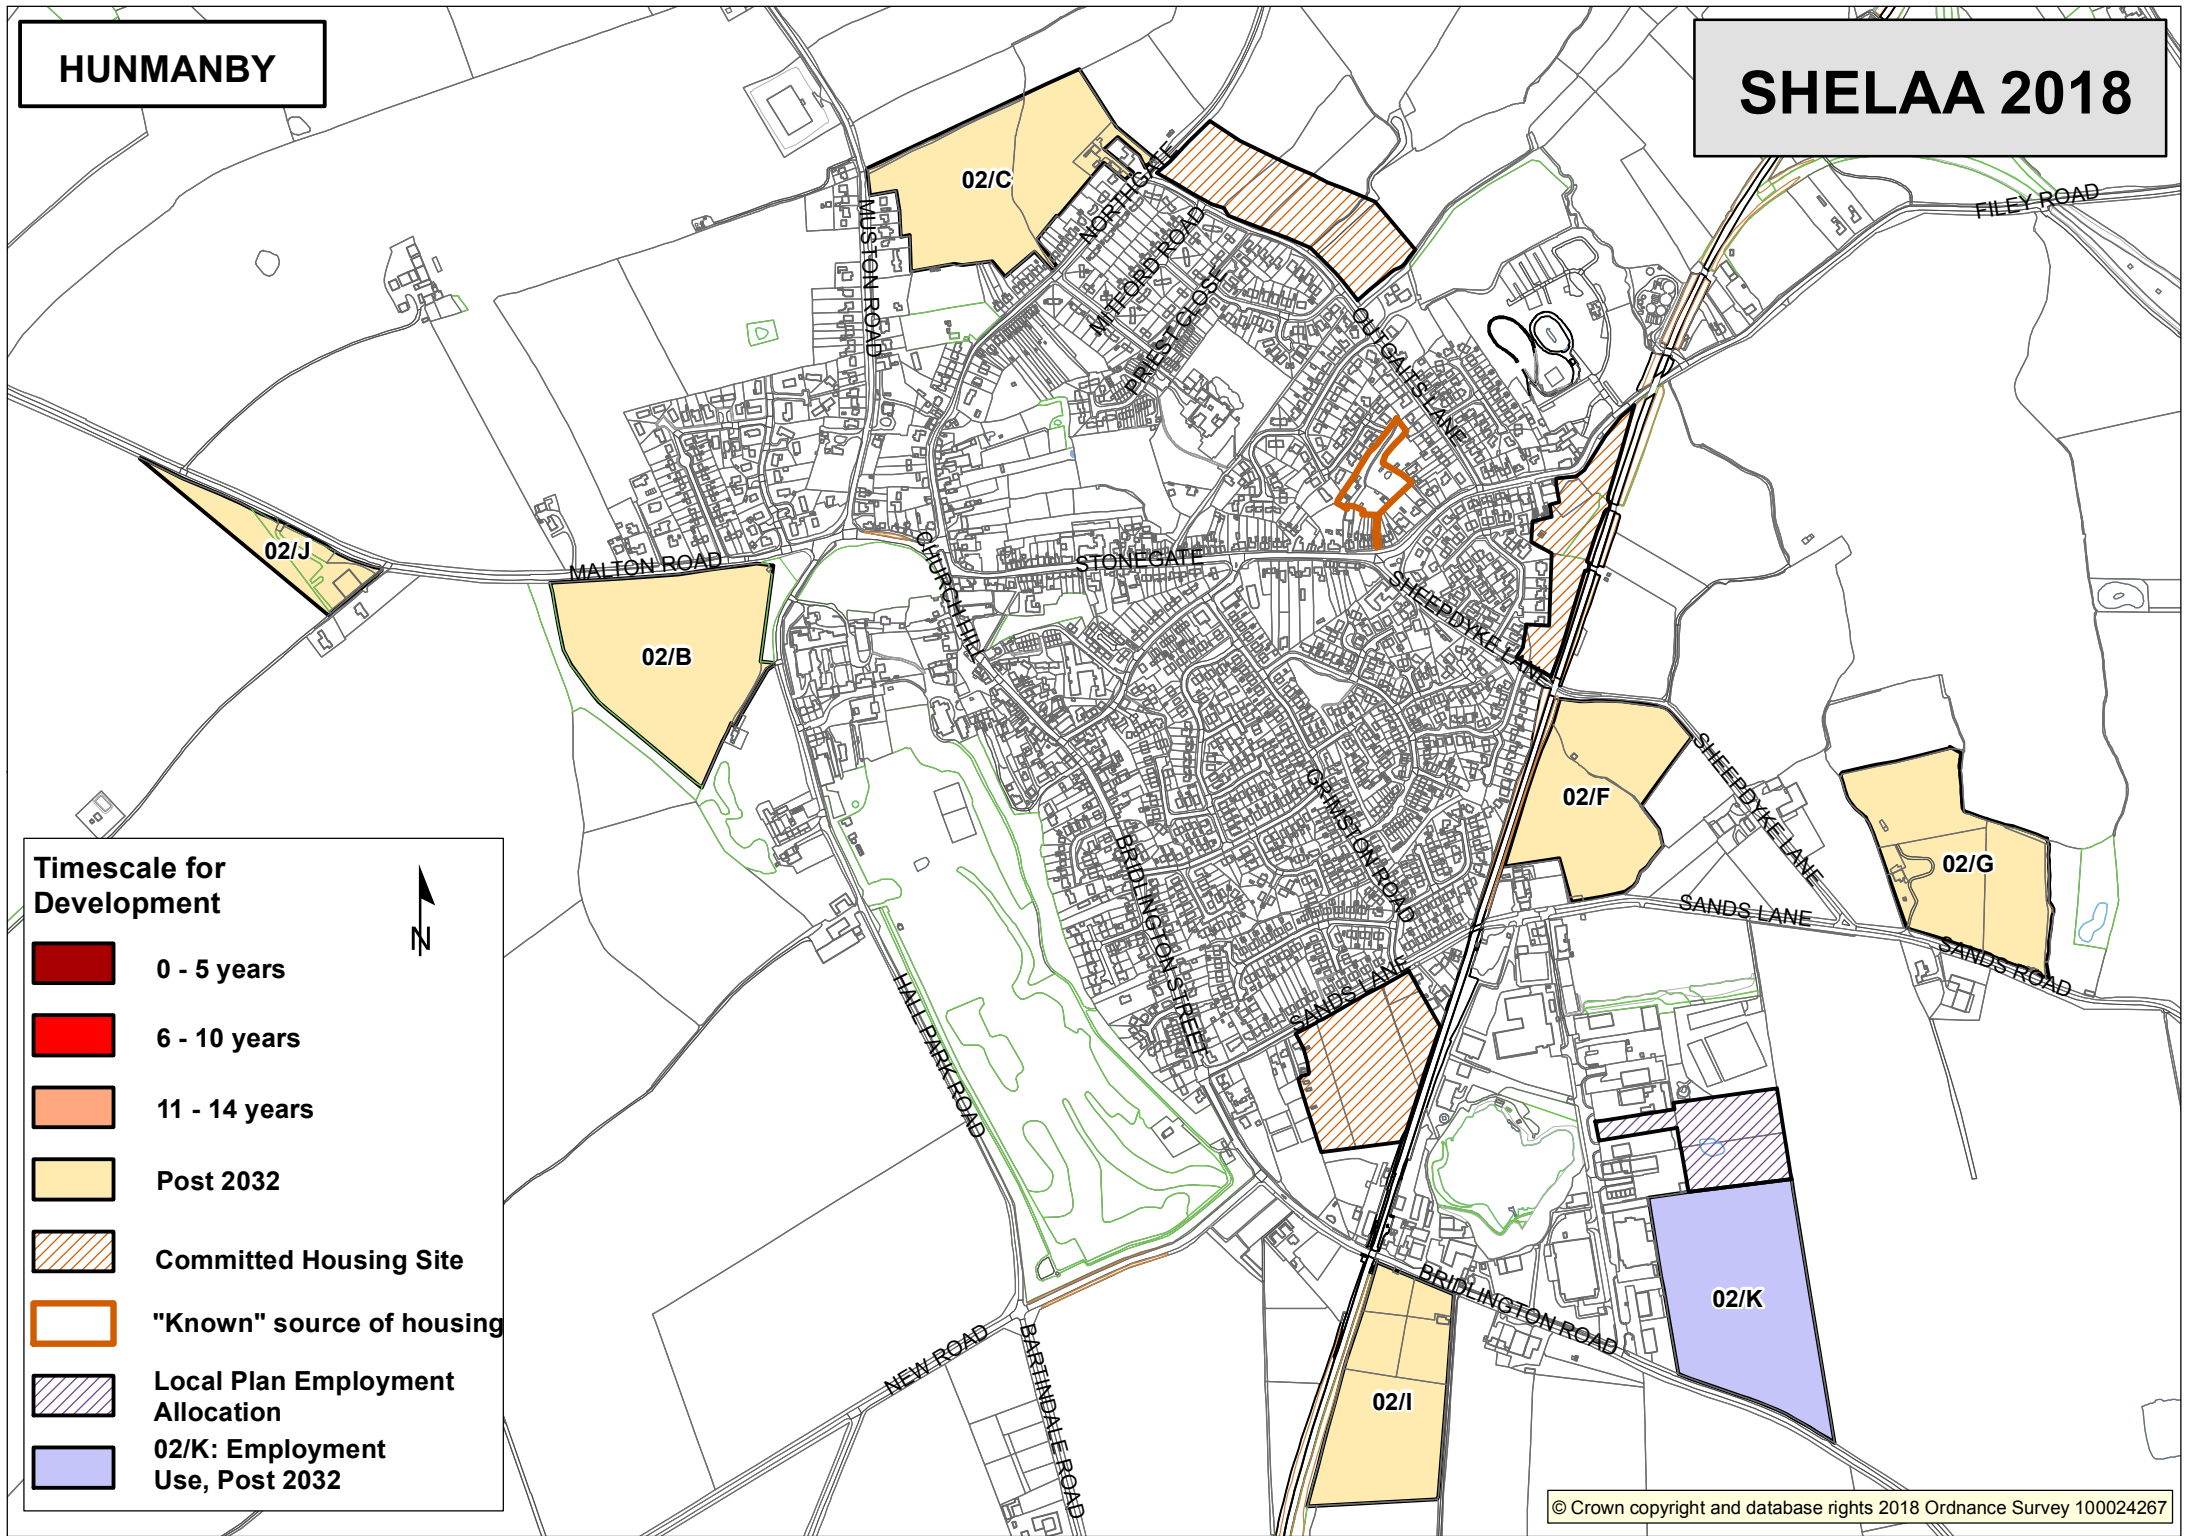 HUNMANBY
SHELAA 2018
02/C
NORTHGATE
MITFORD ROAD
PRIEST CLOSE
MUSTON ROAD
OUTGAITS LANE
FILEY ROAD
02/J
MALTON ROAD
02/B
CHURCH HILL
STONEGATE
SHEEPDYKE LANE
02/F
SHEEPDYKE LANE
02/G
GRIMSTON ROAD
BRIDLINGTON STREET
SANDS LANE
SANDS ROAD
SANDS LANE
HALL PARK ROAD
02/K
BRIDLINGTON ROAD
02/I
NEW ROAD
BARTINDALE ROAD
Timescale for
Development
N
0 - 5 years
6 - 10 years
11 - 14 years
Post 2032
Committed Housing Site
"Known" source of housing
Local Plan Employment
Allocation
02/K: Employment
Use, Post 2032
© Crown copyright and database rights 2018 Ordnance Survey 100024267